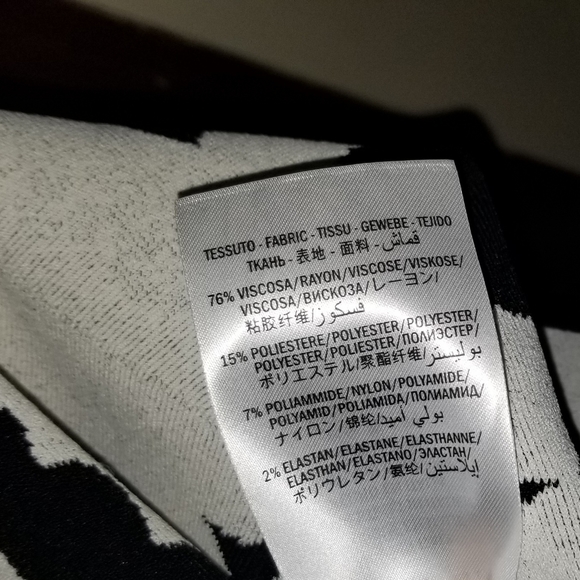 TESSUTO - FABRIC - TISSU - GEWEBE - TEJIDO
ТКАНЬ - 表地 - 面料 - قماش
76% VISCOSA/RAYON/VISCOSE/VISKOSE/
VISCOSA/ВИСКОЗА/レーヨン/
粘胶纤维/فسكوز
15% POLIESTERE/POLYESTER/POLYESTER/
POLYESTER/POLIESTER/ПОЛИЭСТЕР/
ポリエステル/聚酯纤维/بوليستر
7% POLIAMMIDE/NYLON/POLYAMIDE/
POLYAMID/POLIAMIDA/ПОЛИАМИД/
ナイロン/锦纶/بولي أميد
2% ELASTAN/ELASTANE/ELASTHANNE/
ELASTHAN/ELASTANO/ЭЛАСТАН/
ポリウレタン/氨纶/إيلاستين